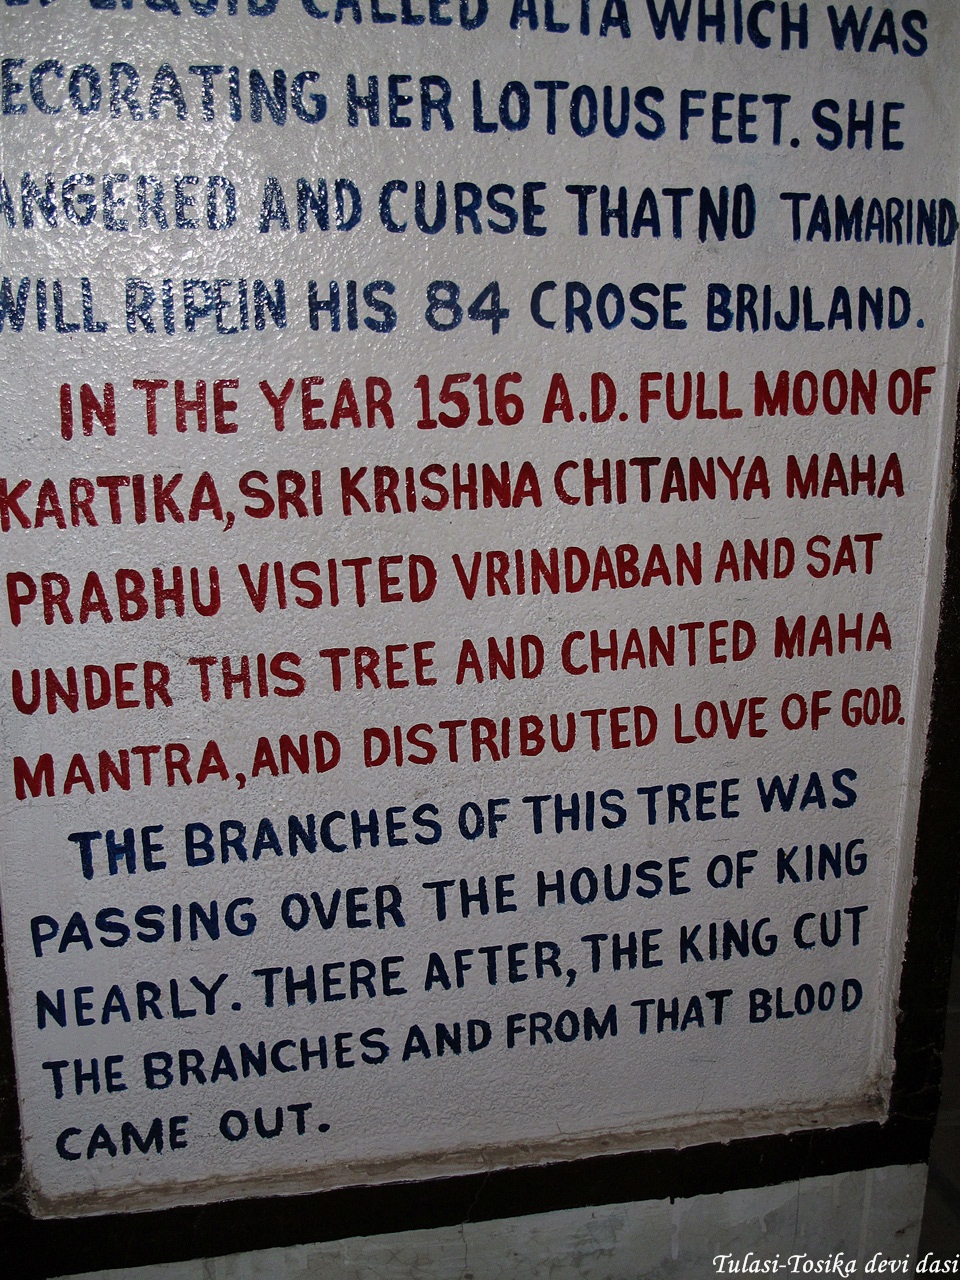 LIQUID CALLED ALTA WHICH WAS
ECORATING HER LOTOUS FEET. SHE
ANGERED AND CURSE THATNO TAMARIND
WILL RIPEIN HIS 84 CROSE BRIJLAND.
IN THE YEAR 1516 A.D. FULL MOON OF
KARTIKA, SRI KRISHNA CHITANYA MAHA
PRABHU VISITED VRINDABAN AND SAT
UNDER THIS TREE AND CHANTED MAHA
MANTRA, AND DISTRIBUTED LOVE OF GOD.
THE BRANCHES OF THIS TREE WAS
PASSING OVER THE HOUSE OF KING
NEARLY. THERE AFTER, THE KING CUT
THE BRANCHES AND FROM THAT BLOOD
CAME OUT.
Tulasi-Tosika devi dasi